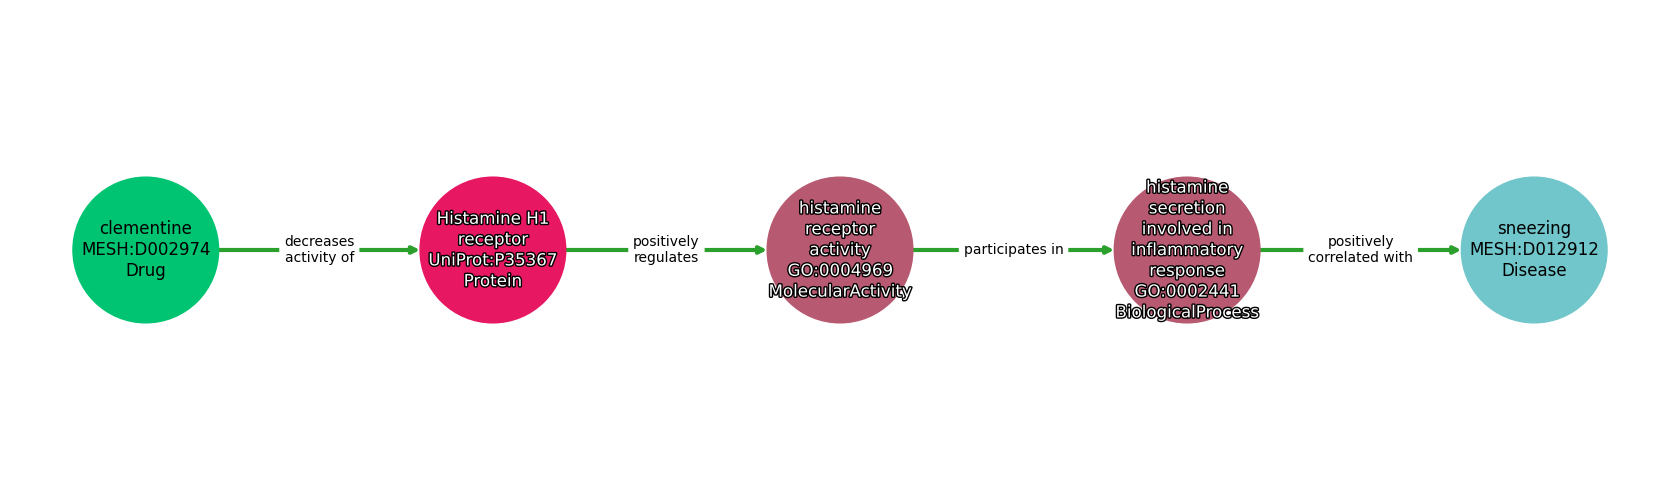 clementine
MESH:D002974
Drug
decreases
activity of
Histamine H1
receptor
UniProt:P35367
Protein
positively
regulates
histamine
receptor
activity
GO:0004969
MolecularActivity
participates in
histamine
secretion
involved in
inflammatory
response
GO:0002441
BiologicalProcess
positively
correlated with
sneezing
MESH:D012912
Disease